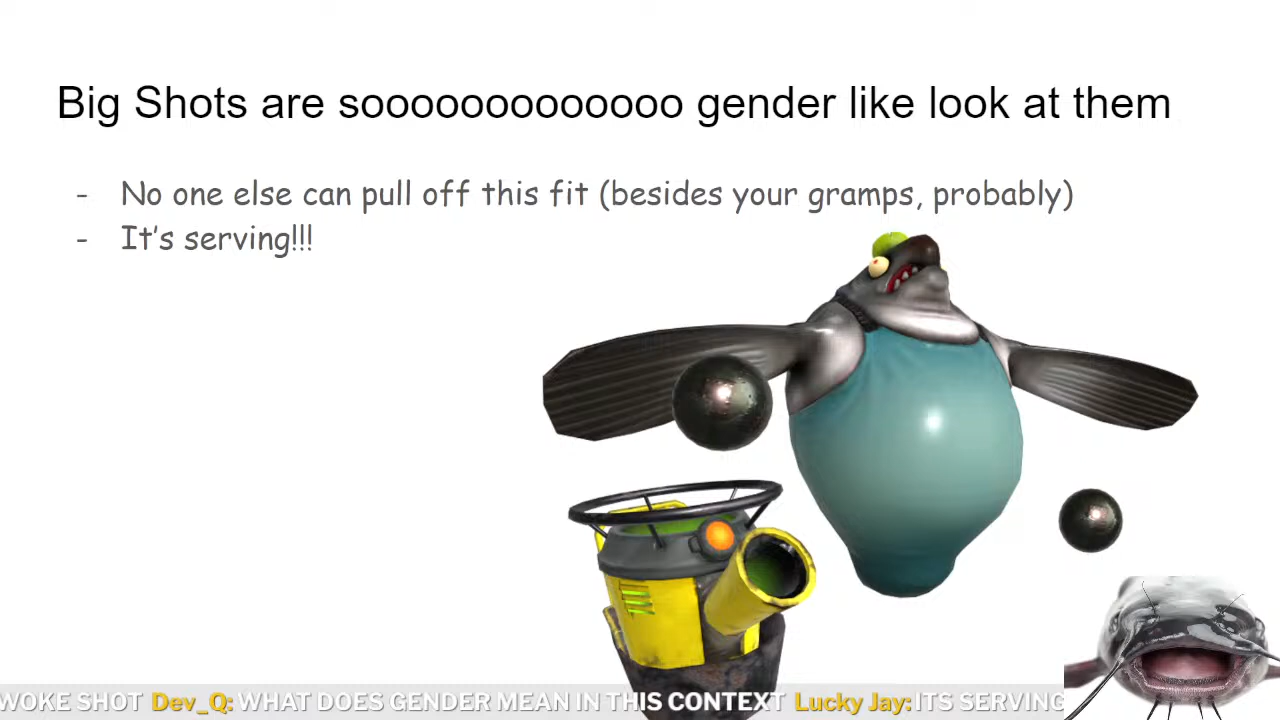 Big Shots are sooooooooooooo gender like look at them
- No one else can pull off this fit (besides your gramps, probably)
- It's serving!!!
WOKE SHOT Dev_Q: WHAT DOES GENDER MEAN IN THIS CONTEXT Lucky Jay: ITS SERVING